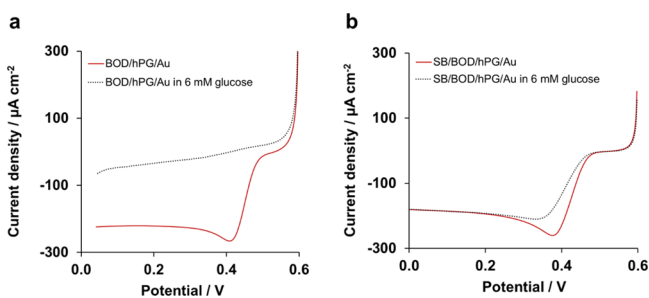 a
300
100
-100
-300
Current density / µA cm-2
BOD/hPG/Au
BOD/hPG/Au in 6 mM glucose
0.0
0.2
0.4
0.6
Potential / V
b
300
100
-100
-300
Current density / µA cm-2
SB/BOD/hPG/Au
SB/BOD/hPG/Au in 6 mM glucose
0.0
0.2
0.4
0.6
Potential / V